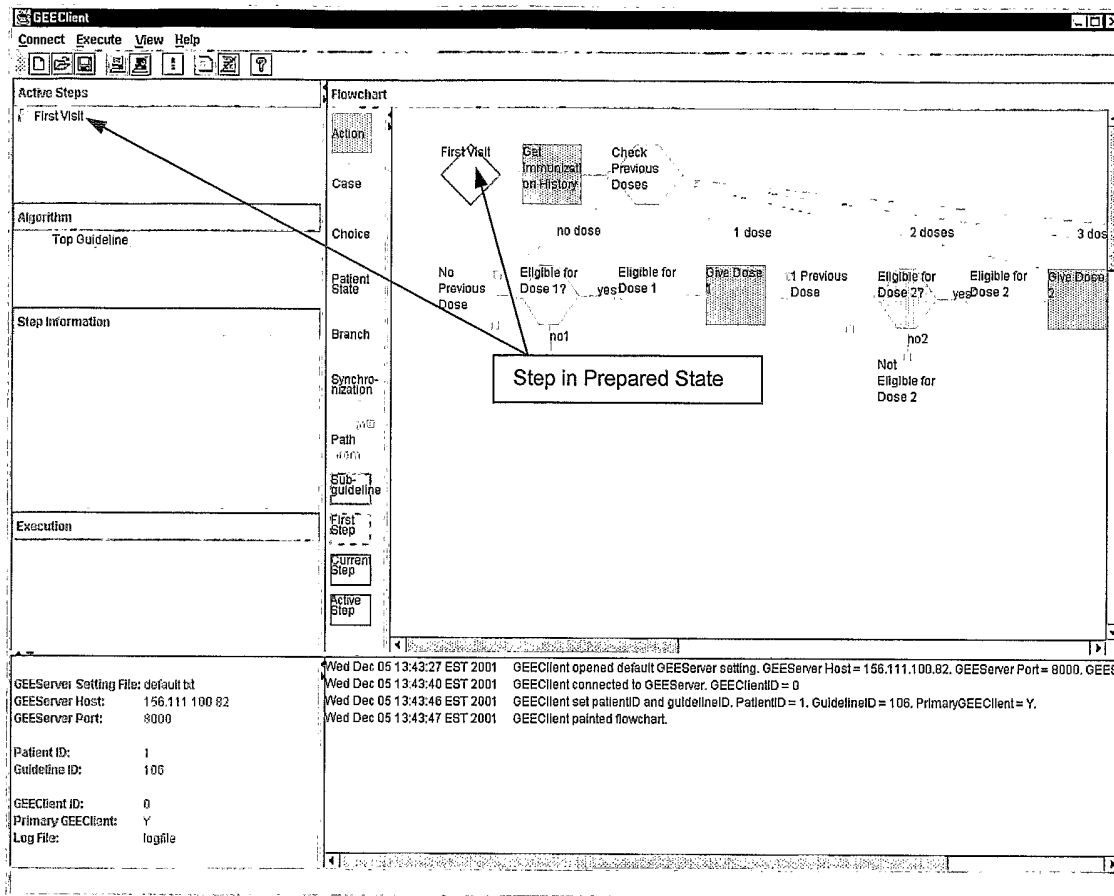 GEEClient
Connect Execute View Help
Active Steps
First Visit
Algorithm
Top Guideline
Step Information
Execution
Flowchart
Action
Case
Choice
Patient
State
Branch
Synchro-
nization
Path
Sub-
guideline
First
Step
Current
Step
Active
Step
First Visit
Get
Immunizati
on History
Check
Previous
Doses
no dose
1 dose
2 doses
3 dos
No
Previous
Dose
Eligible for
Dose 1?
yes
Eligible for
Dose 1
Give Dose
1
1 Previous
Dose
Eligible for
Dose 2?
yes
Eligible for
Dose 2
Give Dose
2
no1
no2
Not
Eligible for
Dose 2
Step in Prepared State
GEEServer Setting File: default.txt
GEEServer Host: 156.111.100.82
GEEServer Port: 8000
Patient ID: 1
Guideline ID: 106
GEEClient ID: 0
Primary GEEClient: Y
Log File: logfile
Wed Dec 05 13:43:27 EST 2001 GEEClient opened default GEEServer setting. GEEServer Host = 156.111.100.82, GEEServer Port = 8000, GEES
Wed Dec 05 13:43:40 EST 2001 GEEClient connected to GEEServer. GEEClientID = 0
Wed Dec 05 13:43:46 EST 2001 GEEClient set patientID and guidelineID. PatientID = 1, GuidelineID = 106, PrimaryGEEClient = Y.
Wed Dec 05 13:43:47 EST 2001 GEEClient painted flowchart.